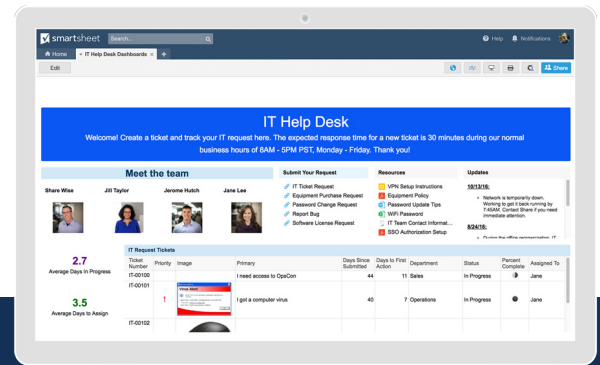 smartsheet
Search...
Help
Notifications
Home
IT Help Desk Dashboards
Edit
Share
IT Help Desk
Welcome! Create a ticket and track your IT request here. The expected response time for a new ticket is 30 minutes during our normal
business hours of 8AM - 5PM PST, Monday - Friday. Thank you!
Meet the team
Share Wise Jill Taylor Jerome Hutch Jane Lee
Submit Your Request
IT Ticket Request
Equipment Purchase Request
Password Change Request
Report Bug
Software License Request
Resources
VPN Setup Instructions
Equipment Policy
Password Update Tips
WiFi Password
IT Team Contact Informat...
SSO Authorization Setup
Updates
10/13/16:
Network is temporarily down.
Working to get it back running by
7:45AM. Contact Share if you need
immediate attention.
8/24/16:
During the office reorganization, IT
2.7
Average Days In Progress
3.5
Average Days to Assign
IT Request Tickets
Ticket Number Priority Image Primary Days Since Submitted Days to First Action Department Status Percent Complete Assigned To
IT-00100 I need access to OpsCon 44 11 Sales In Progress Jane
IT-00101 ! Virus Alert! I got a computer virus 40 7 Operations In Progress Jane
IT-00102